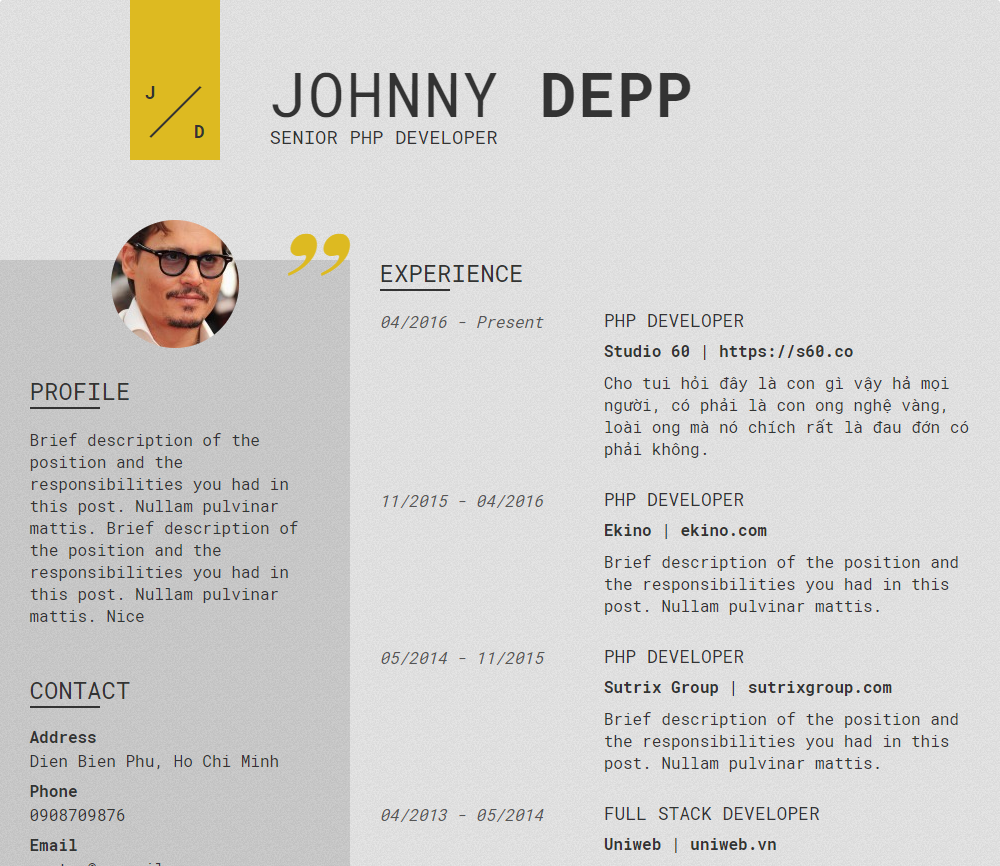 J
D
JOHNNY DEPP
SENIOR PHP DEVELOPER
PROFILE
Brief description of the
position and the
responsibilities you had in
this post. Nullam pulvinar
mattis. Brief description of
the position and the
responsibilities you had in
this post. Nullam pulvinar
mattis. Nice
CONTACT
Address
Dien Bien Phu, Ho Chi Minh
Phone
0908709876
Email
”
EXPERIENCE
04/2016 - Present
PHP DEVELOPER
Studio 60 | https://s60.co
Cho tui hỏi đây là con gì vậy hả mọi
người, có phải là con ong nghệ vàng,
loài ong mà nó chích rất là đau đớn có
phải không.
11/2015 - 04/2016
PHP DEVELOPER
Ekino | ekino.com
Brief description of the position and
the responsibilities you had in this
post. Nullam pulvinar mattis.
05/2014 - 11/2015
PHP DEVELOPER
Sutrix Group | sutrixgroup.com
Brief description of the position and
the responsibilities you had in this
post. Nullam pulvinar mattis.
04/2013 - 05/2014
FULL STACK DEVELOPER
Uniweb | uniweb.vn